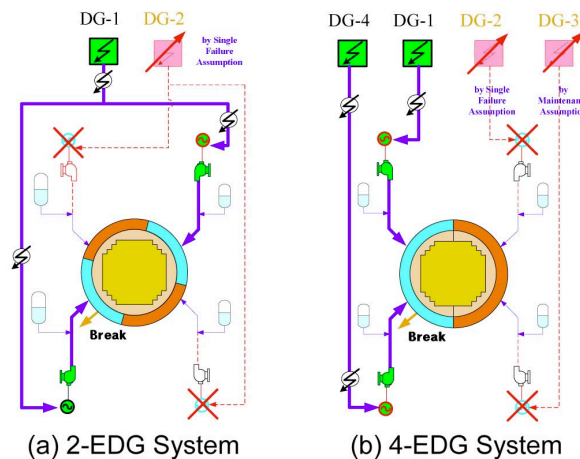 DG-1
DG-2
by Single
Failure
Assumption
Break
(a) 2-EDG System
DG-4
DG-1
DG-2
DG-3
by Single
Failure
Assumption
by
Maintenance
Assumption
Break
(b) 4-EDG System